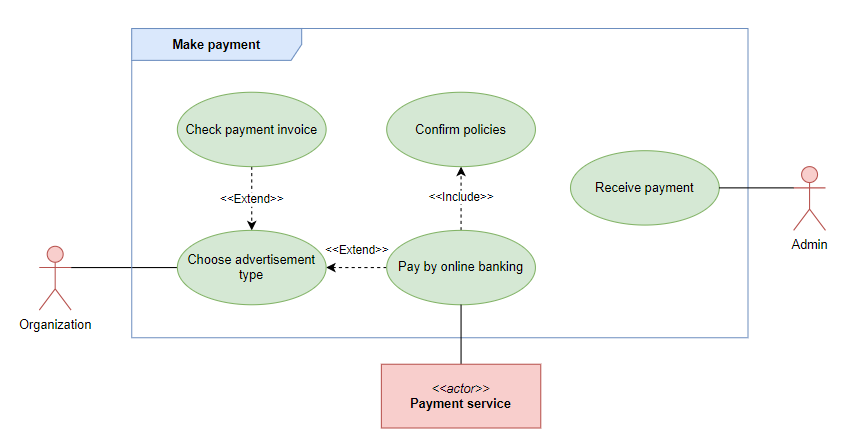 Make payment
Check payment invoice
Confirm policies
Receive payment
<<Extend>>
<<Include>>
Admin
Choose advertisement
type
<<Extend>>
Pay by online banking
Organization
<<actor>>
Payment service